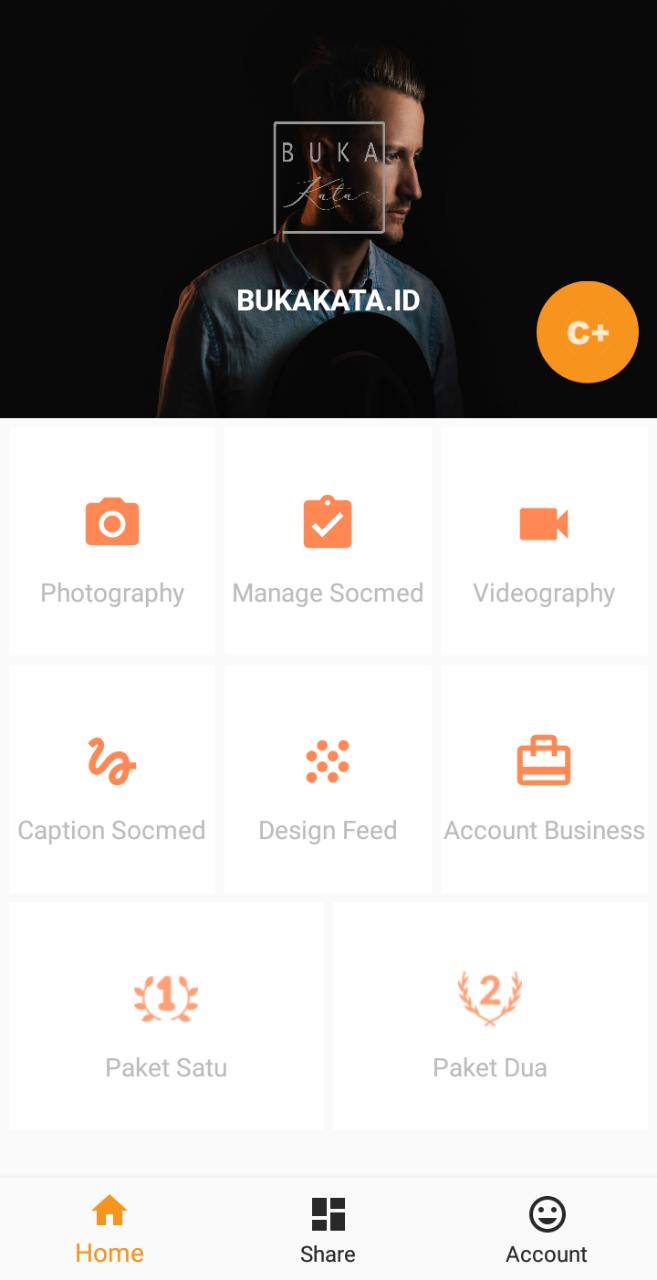 BUKA
Kata
BUKAKATA.ID
C+
Photography
Manage Socmed
Videography
Caption Socmed
Design Feed
Account Business
1
2
Paket Satu
Paket Dua
Home
Share
Account